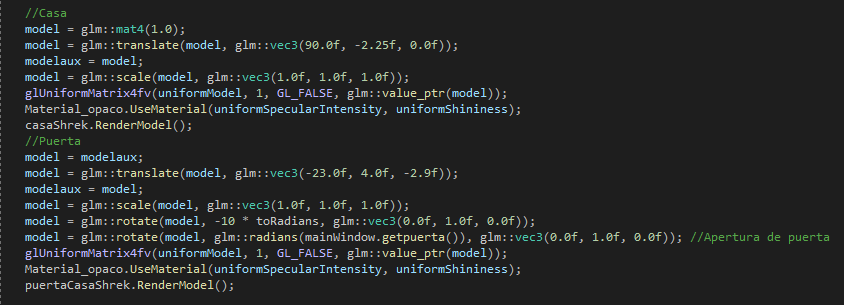 //Casa
model = glm::mat4(1.0);
model = glm::translate(model, glm::vec3(90.0f, -2.25f, 0.0f));
modelaux = model;
model = glm::scale(model, glm::vec3(1.0f, 1.0f, 1.0f));
glUniformMatrix4fv(uniformModel, 1, GL_FALSE, glm::value_ptr(model));
Material_opaco.UseMaterial(uniformSpecularIntensity, uniformShininess);
casaShrek.RenderModel();
//Puerta
model = modelaux;
model = glm::translate(model, glm::vec3(-23.0f, 4.0f, -2.9f));
modelaux = model;
model = glm::scale(model, glm::vec3(1.0f, 1.0f, 1.0f));
model = glm::rotate(model, -10 * toRadians, glm::vec3(0.0f, 1.0f, 0.0f));
model = glm::rotate(model, glm::radians(mainWindow.getpuerta()), glm::vec3(0.0f, 1.0f, 0.0f)); //Apertura de puerta
glUniformMatrix4fv(uniformModel, 1, GL_FALSE, glm::value_ptr(model));
Material_opaco.UseMaterial(uniformSpecularIntensity, uniformShininess);
puertaCasaShrek.RenderModel();